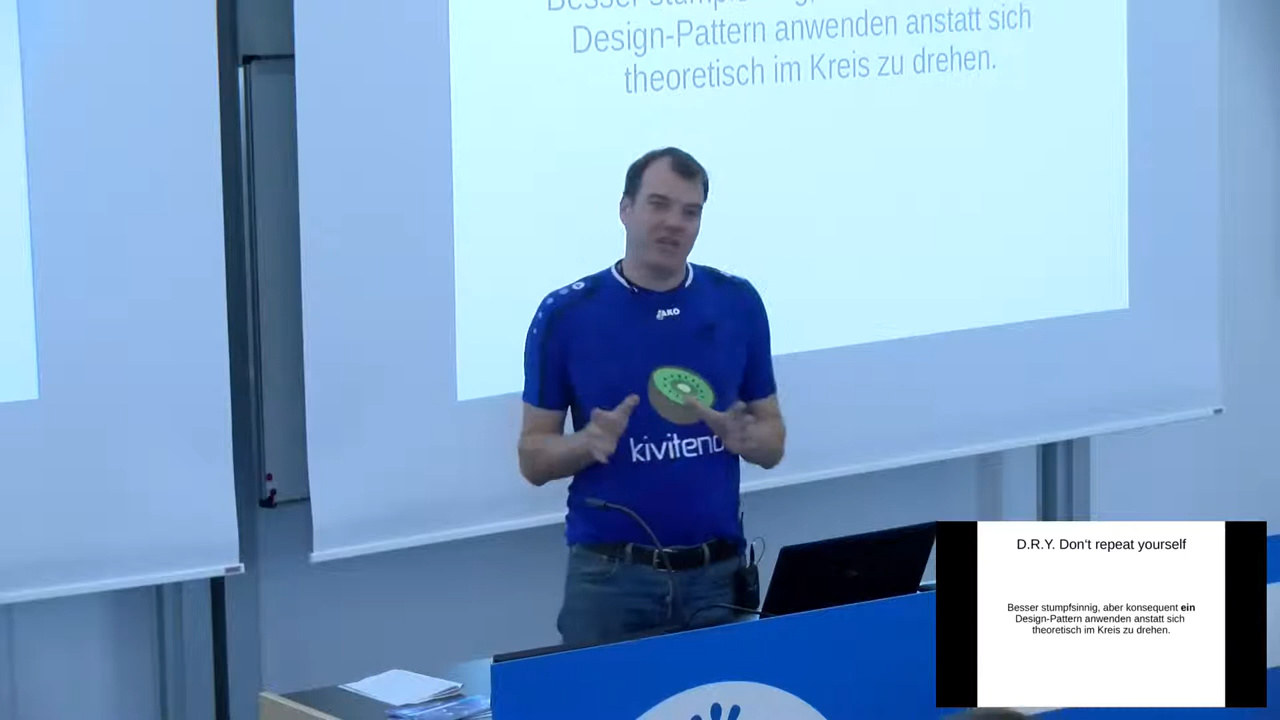 Design-Pattern anwenden anstatt sich
theoretisch im Kreis zu drehen.
JAKO
kivitend
D.R.Y. Don't repeat yourself
Besser stumpfsinnig, aber konsequent ein
Design-Pattern anwenden anstatt sich
theoretisch im Kreis zu drehen.